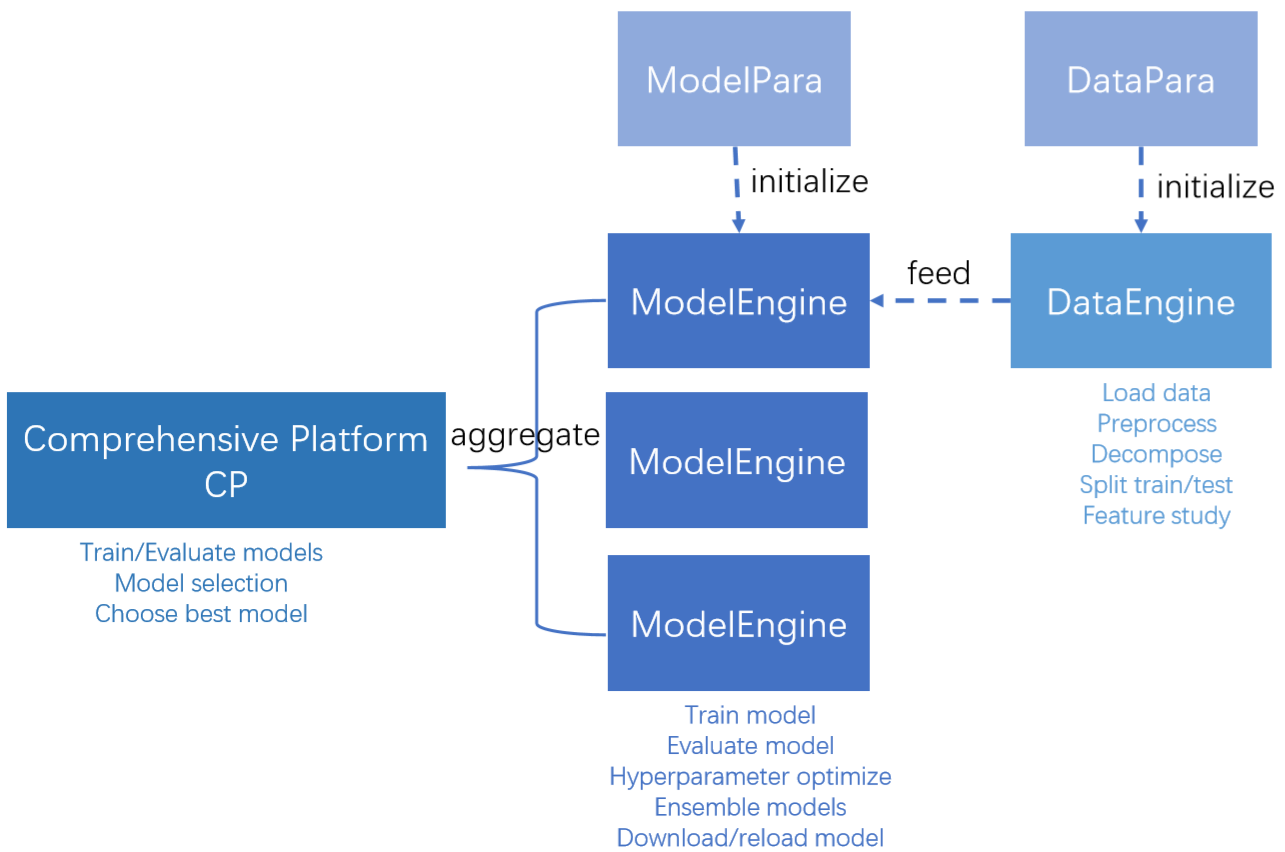 ModelPara
DataPara
initialize
initialize
ModelEngine
feed
DataEngine
Load data
Preprocess
Decompose
Split train/test
Feature study
Comprehensive Platform
CP
aggregate
ModelEngine
Train/Evaluate models
Model selection
Choose best model
ModelEngine
Train model
Evaluate model
Hyperparameter optimize
Ensemble models
Download/reload model